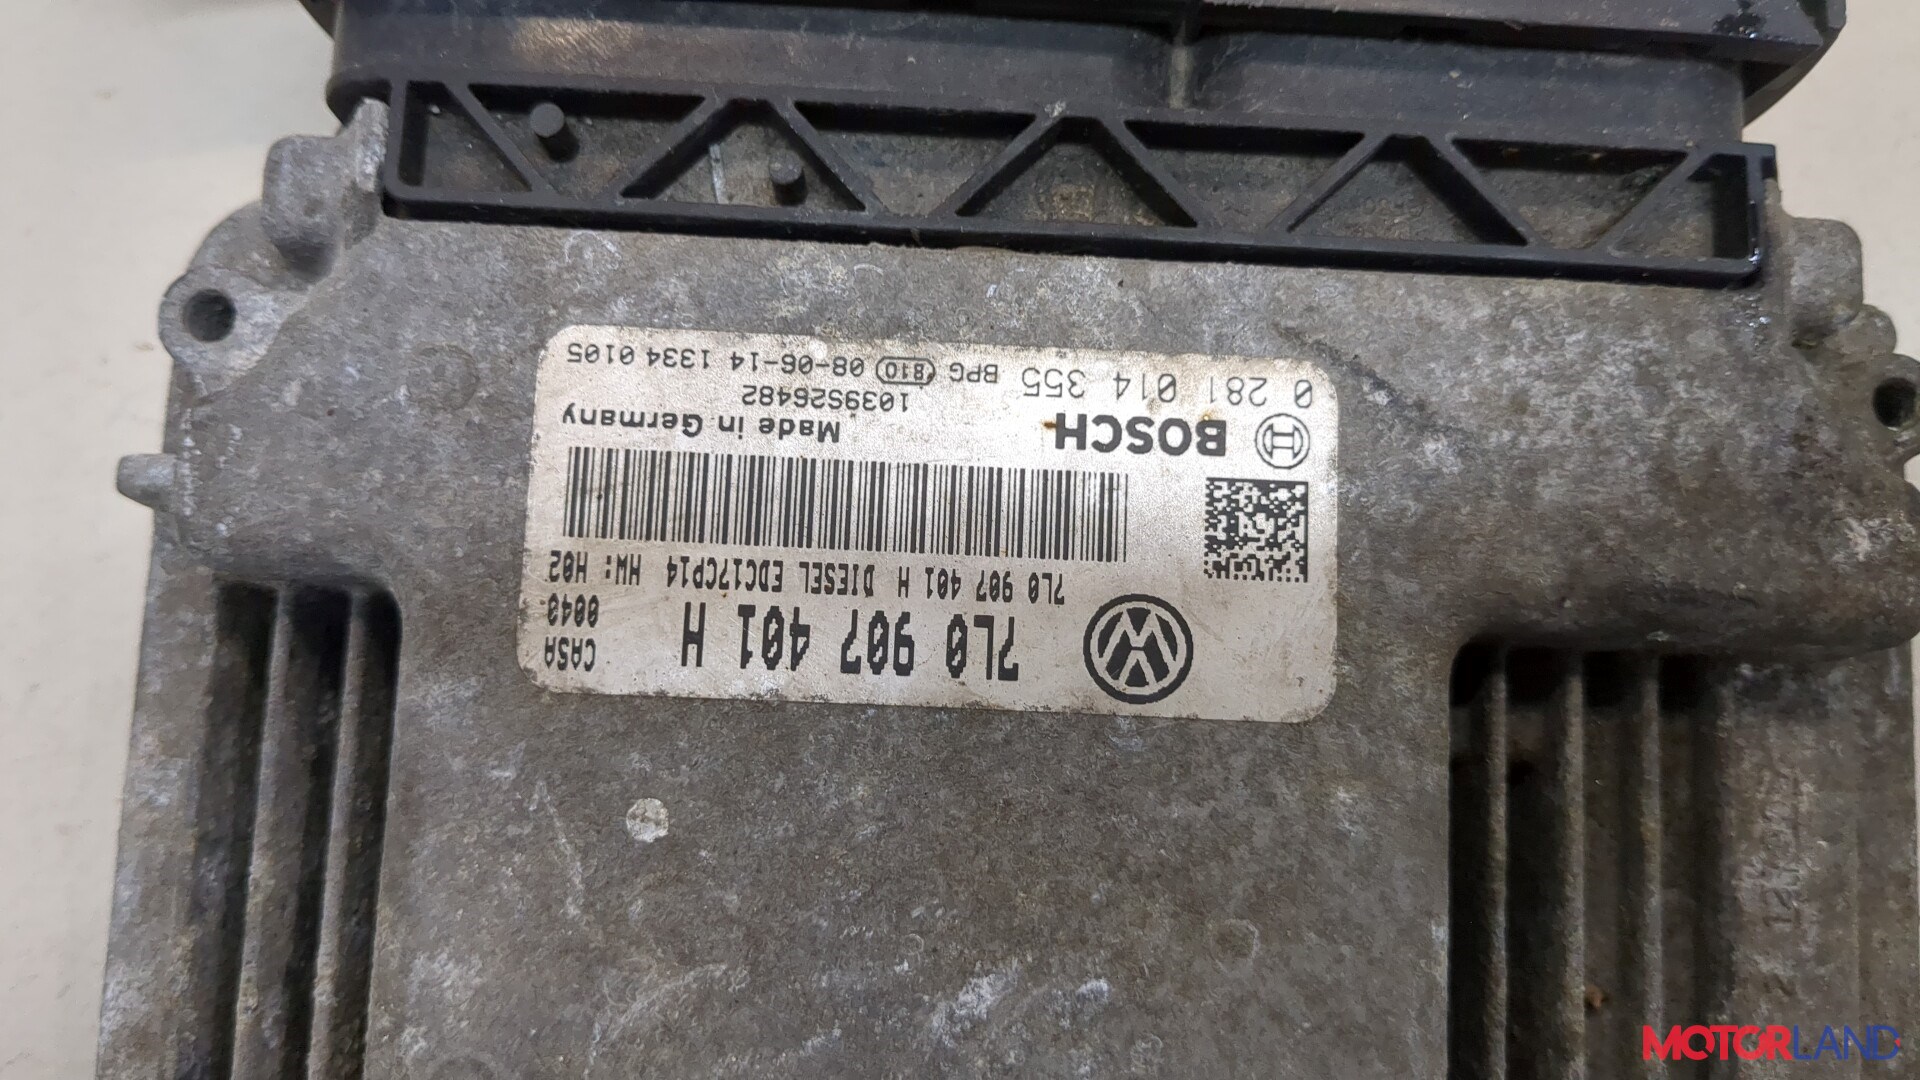 0 281 014 355 BPG 810 08-06-14 1334 0105
1039S26482
BOSCH Made in Germany
7L0 907 401 H DIESEL EDC17CP14 HW: H02
7L0 907 401 H CASA
0040
MOTORLAND